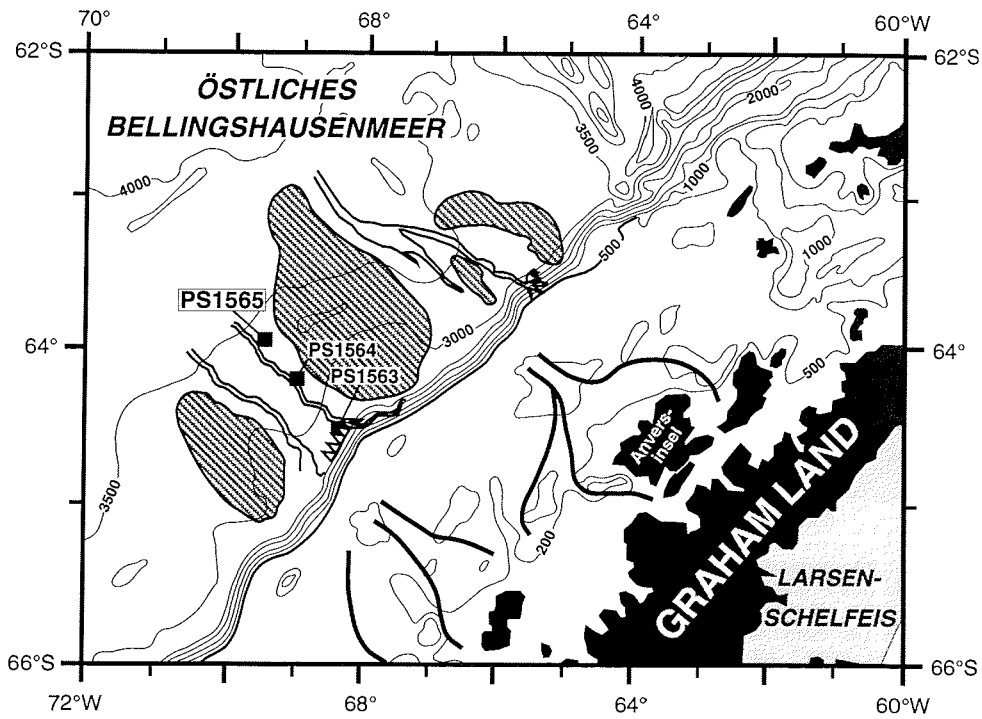 70°
68°
64°
60°W
62°S
62°S
ÖSTLICHES
BELLINGSHAUSENMEER
4000
3500
2000
1000
4000
500
1000
PS1565
3000
64°
PS1564
PS1563
64°
500
Anvers-
insel
3500
200
GRAHAM LAND
LARSEN-
SCHELFEIS
66°S
66°S
72°W
68°
64°
60°W